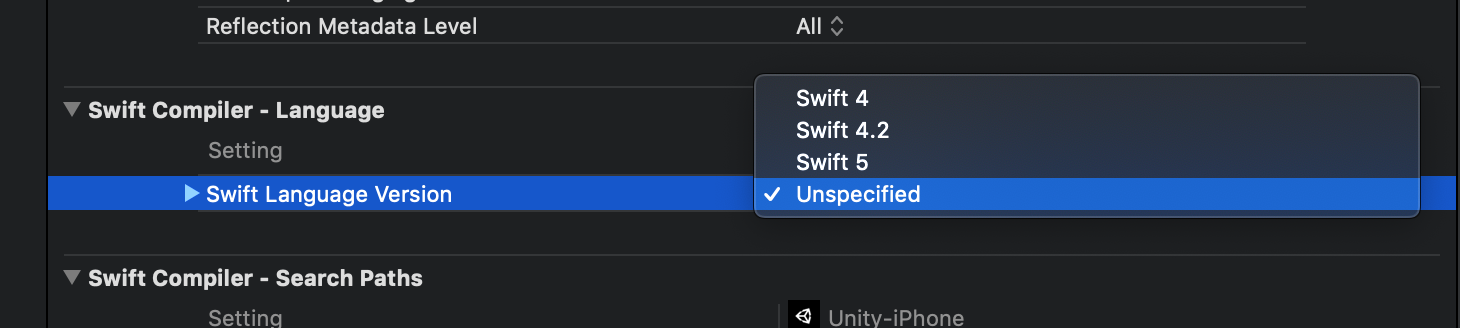 Reflection Metadata Level All
Swift Compiler - Language
Swift 4
Setting
Swift 4.2
Swift 5
Swift Language Version Unspecified
Swift Compiler - Search Paths
Setting Unity-iPhone